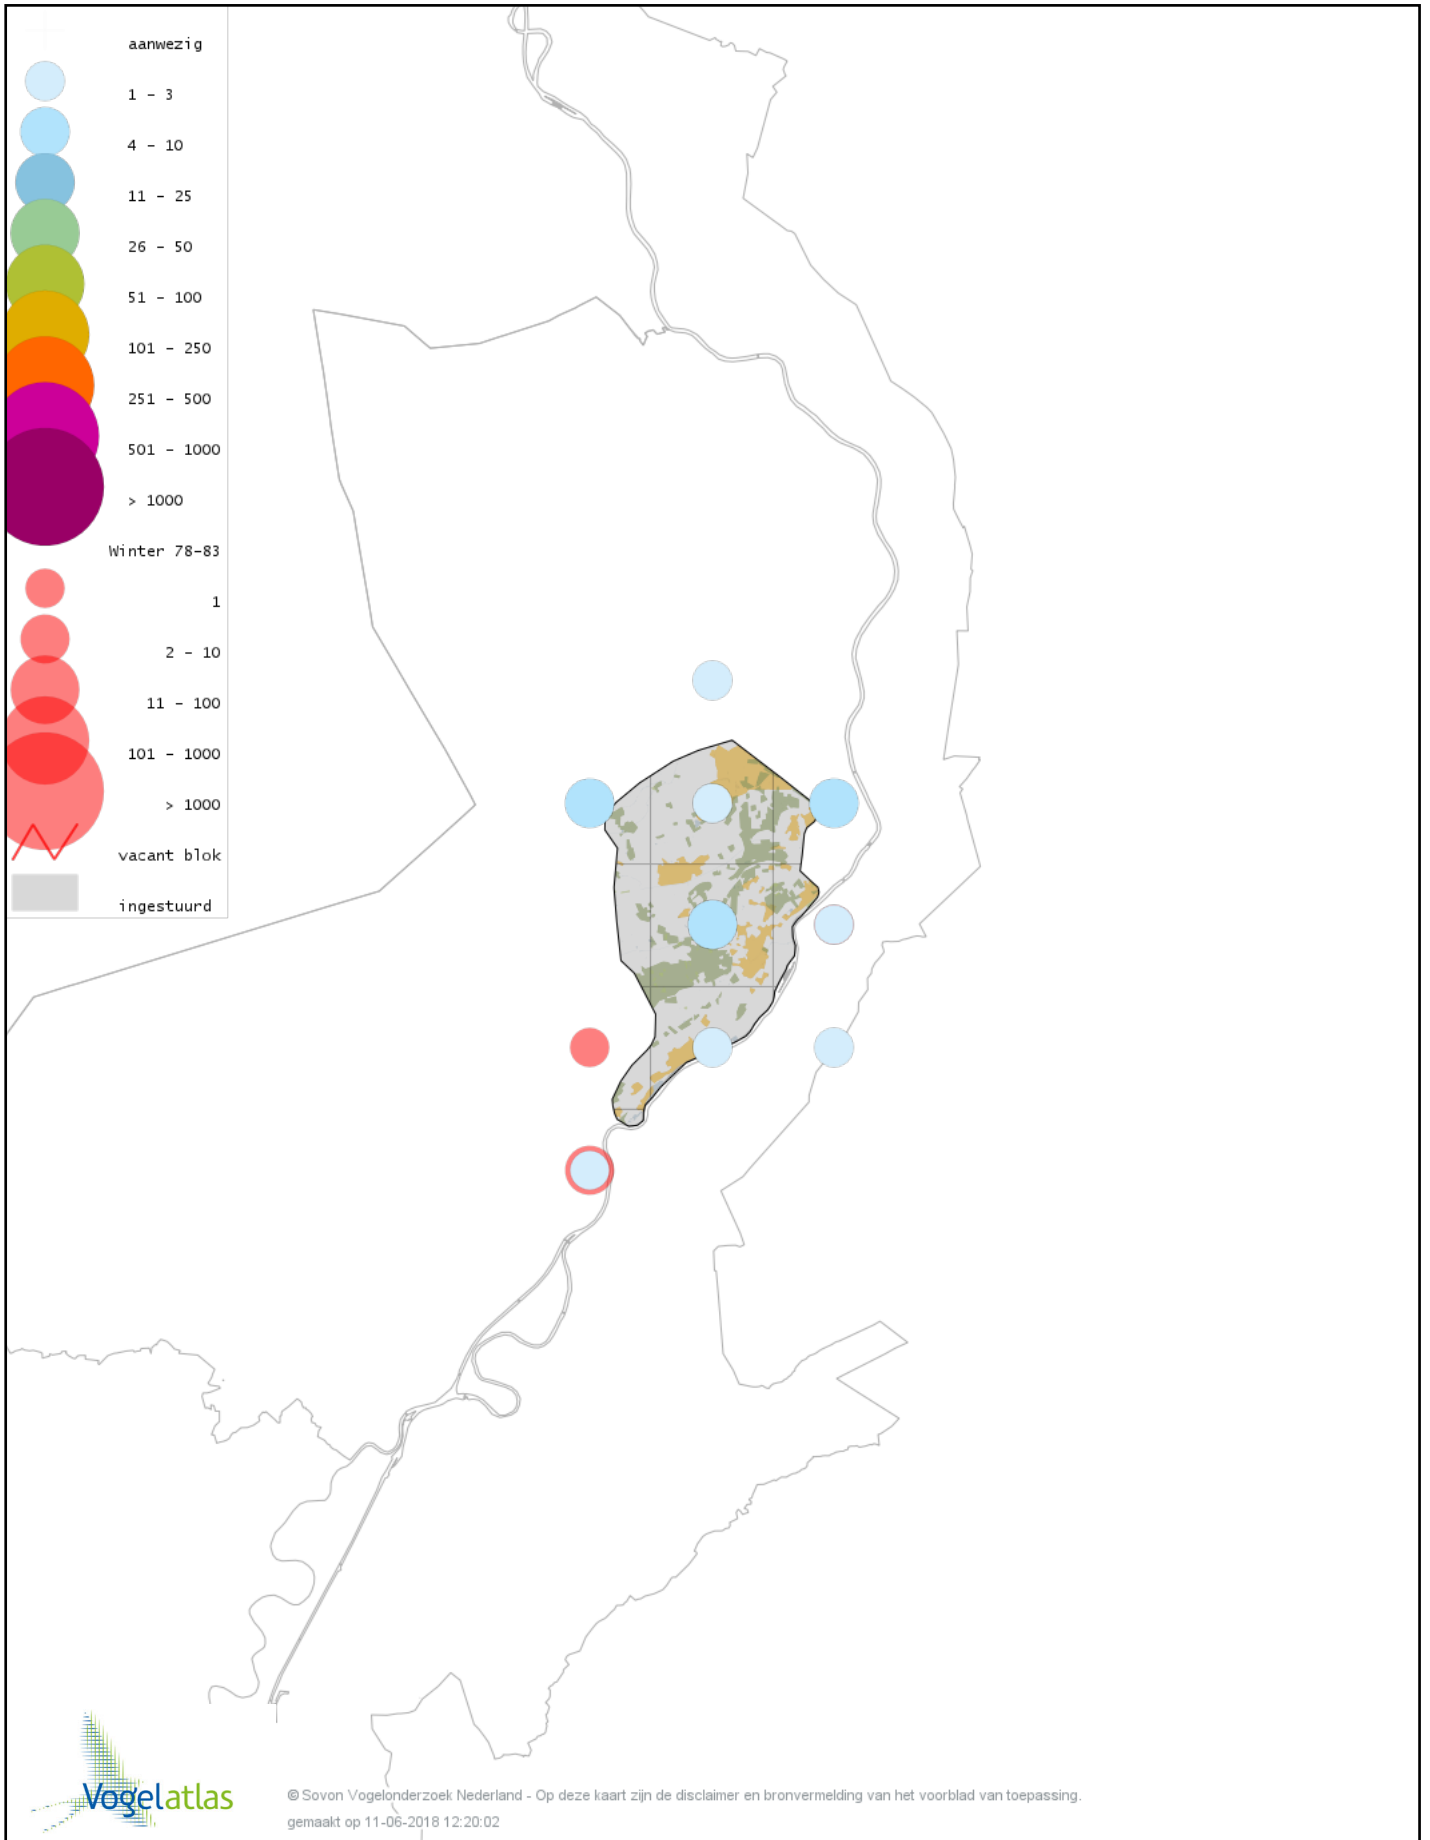 aanwezig
1 - 3
4 - 10
11 - 25
26 - 50
51 - 100
101 - 250
251 - 500
501 - 1000
> 1000
Winter 78-83
1
2 - 10
11 - 100
101 - 1000
> 1000
vacant blok
ingestuurd
Vogelatlas
© Sovon Vogelonderzoek Nederland - Op deze kaart zijn de disclaimer en bronvermelding van het voorblad van toepassing.
gemaakt op 11-06-2018 12:20:02